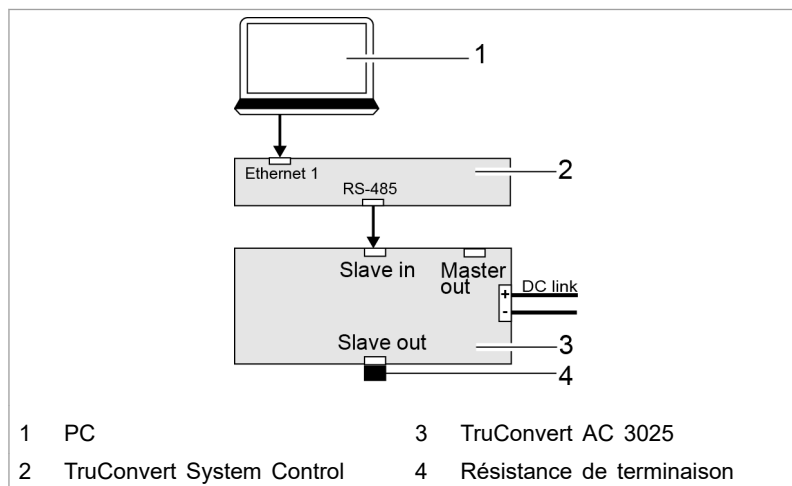 1
Ethernet 1
2
RS-485
Slave in
Master
out
DC link
+
-
Slave out
3
4
1 PC
3 TruConvert AC 3025
2 TruConvert System Control
4 Résistance de terminaison